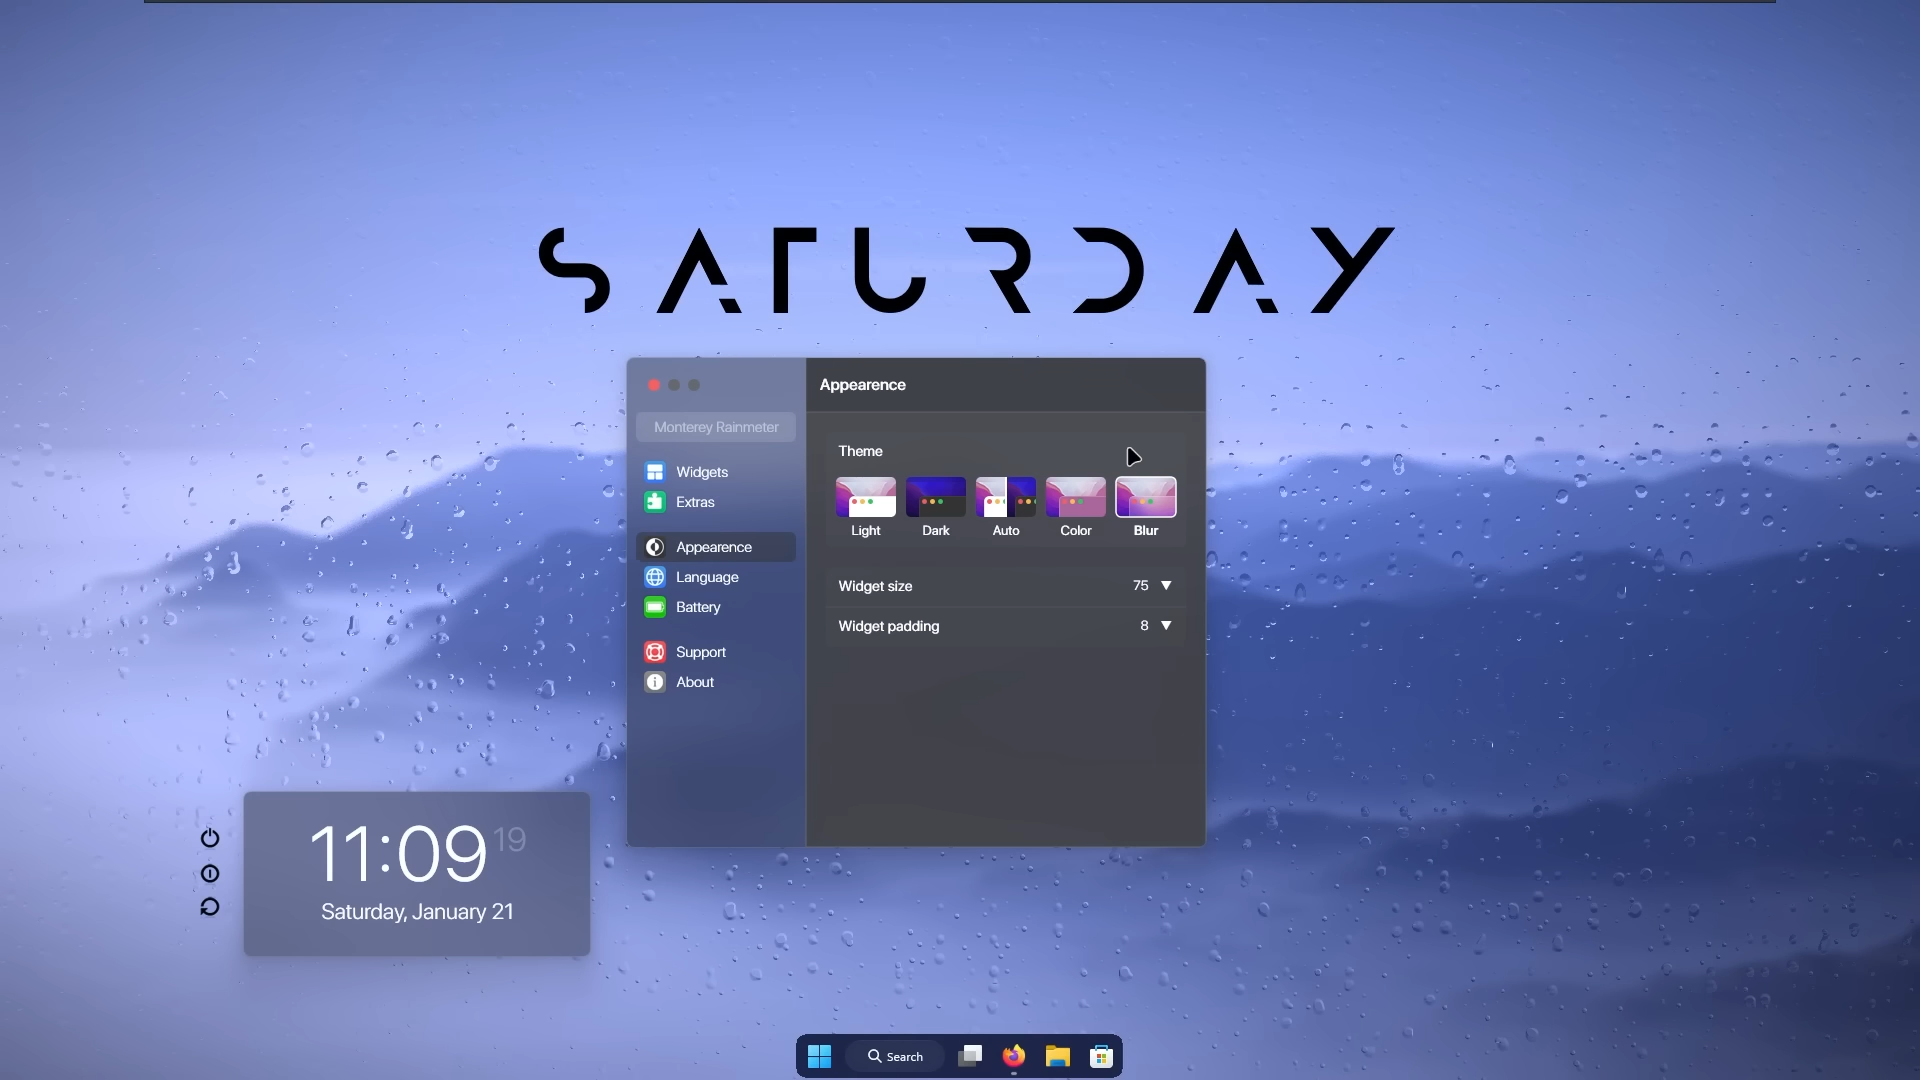 SATURDAY
Appearence
Monterey Rainmeter
Widgets
Extras
Appearence
Language
Battery
Support
About
Theme
Light Dark Auto Color Blur
Widget size 75
Widget padding 8
11:09 19
Saturday, January 21
Search